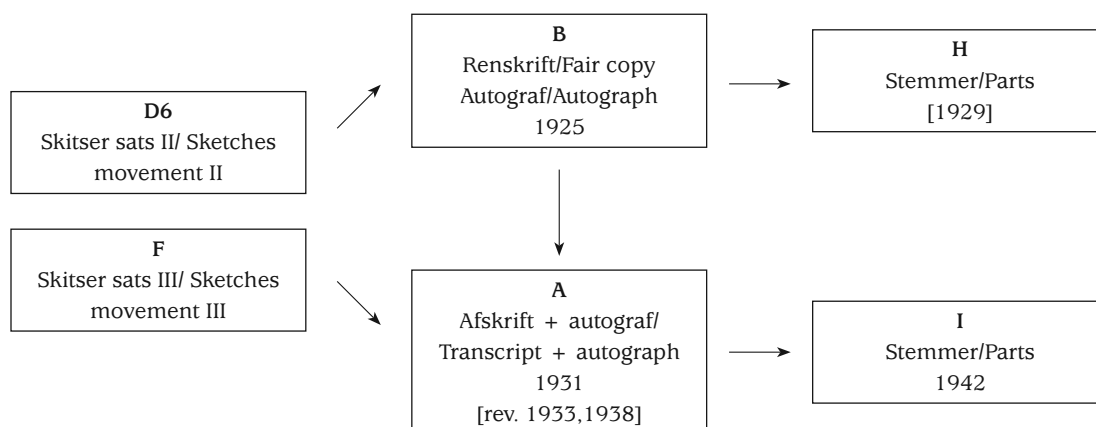 D6
Skitser sats II/ Sketches
movement II
F
Skitser sats III/ Sketches
movement III
B
Renskrift/Fair copy
Autograf/Autograph
1925
A
Afskrift + autograf/
Transcript + autograph
1931
[rev. 1933,1938]
H
Stemmer/Parts
[1929]
I
Stemmer/Parts
1942